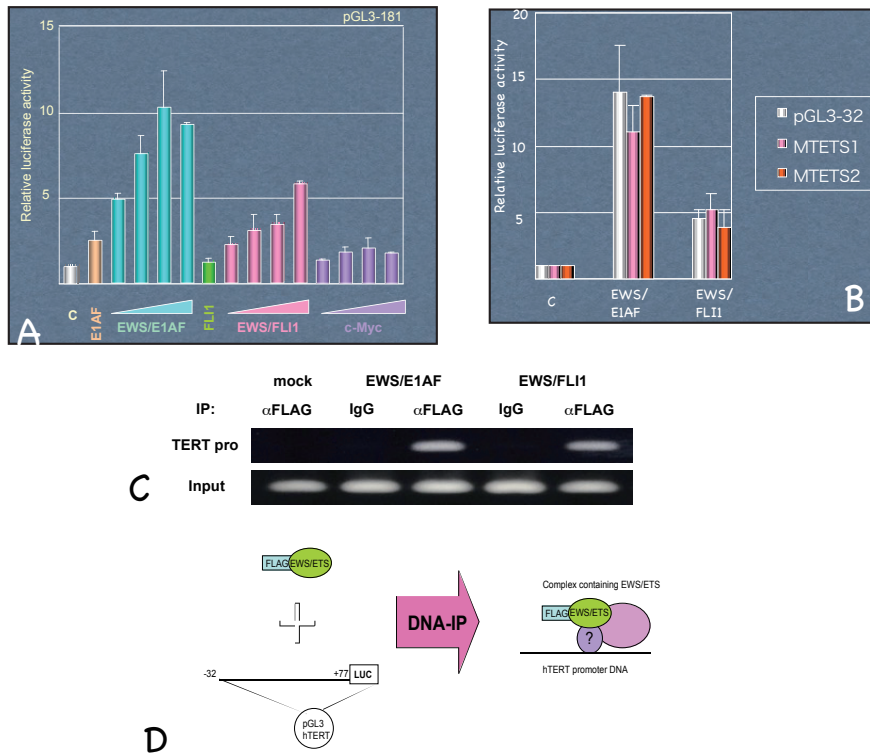 pGL3-181
Relative luciferase activity
15
10
5
C
E1AF
EWS/E1AF
FLI1
EWS/FLI1
c-Myc
A
Relative luciferase activity
20
15
10
5
C
EWS/
E1AF
EWS/
FLI1
pGL3-32
MTETS1
MTETS2
B
mock EWS/E1AF EWS/FLI1
IP: αFLAG IgG αFLAG IgG αFLAG
TERT pro
Input
C
FLAG EWS/ETS
-32 +77 LUC
pGL3
hTERT
DNA-IP
Complex containing EWS/ETS
FLAG EWS/ETS
?
hTERT promoter DNA
D